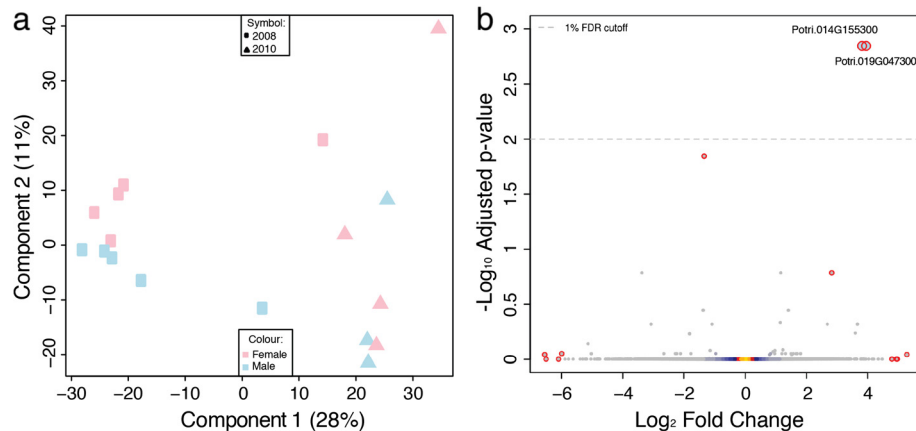 a
Symbol:
2008
2010
Colour:
Female
Male
40
30
20
10
0
−10
−20
Component 2 (11%)
−30 −20 −10 0 10 20 30
Component 1 (28%)
b
1% FDR cutoff
Potri.014G155300
Potri.019G047300
3
2.5
2
1.5
1
0.5
0
-Log₁₀ Adjusted p-value
−6 −4 −2 0 2 4
Log₂ Fold Change